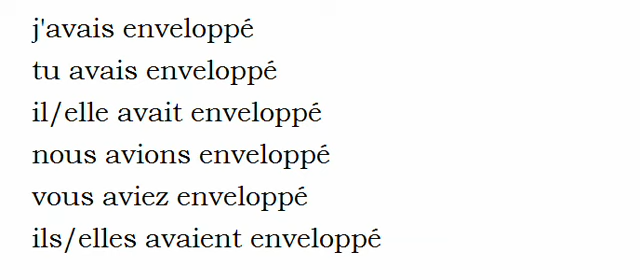 j'avais enveloppé
tu avais enveloppé
il/elle avait enveloppé
nous avions enveloppé
vous aviez enveloppé
ils/elles avaient enveloppé